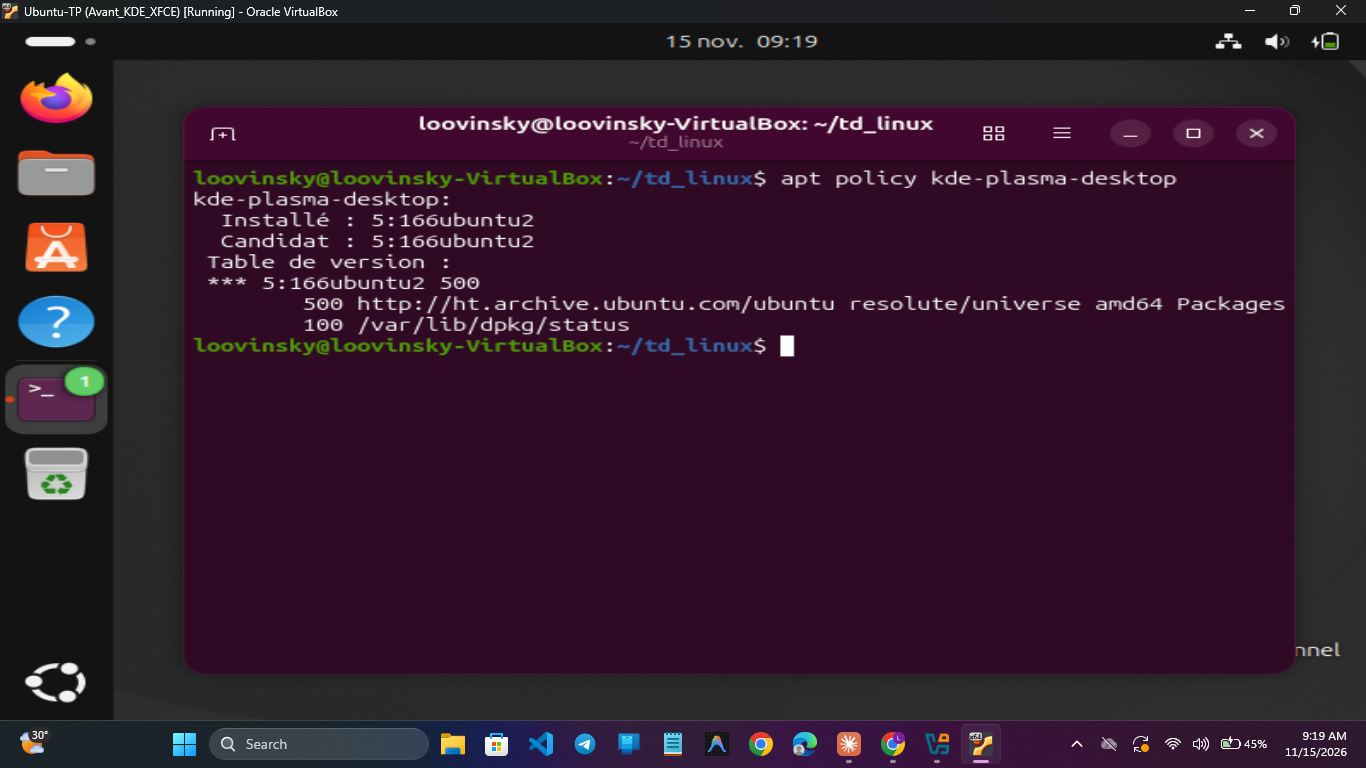 Ubuntu-TP (Avant_KDE_XFCE) [Running] - Oracle VirtualBox
15 nov. 09:19
loovinsky@loovinsky-VirtualBox: ~/td_linux
~/td_linux
loovinsky@loovinsky-VirtualBox:~/td_linux$ apt policy kde-plasma-desktop
kde-plasma-desktop:
  Installé : 5:166ubuntu2
  Candidat : 5:166ubuntu2
 Table de version :
 *** 5:166ubuntu2 500
        500 http://ht.archive.ubuntu.com/ubuntu resolute/universe amd64 Packages
        100 /var/lib/dpkg/status
loovinsky@loovinsky-VirtualBox:~/td_linux$
>_
1
nnel
30°
Search
45%
9:19 AM
11/15/2026